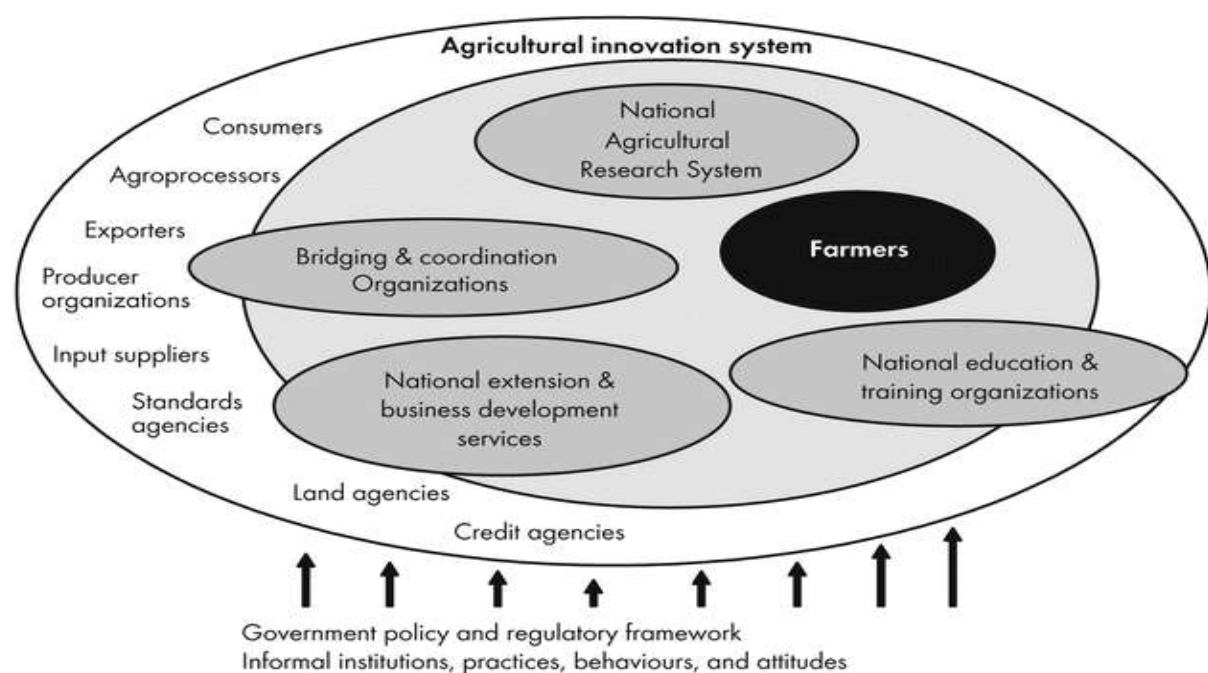 Agricultural innovation system
Consumers
Agroprocessors
Exporters
Producer
organizations
Input suppliers
Standards
agencies
Land agencies
Credit agencies
National
Agricultural
Research System
Bridging & coordination
Organizations
Farmers
National extension &
business development
services
National education &
training organizations
Government policy and regulatory framework
Informal institutions, practices, behaviours, and attitudes